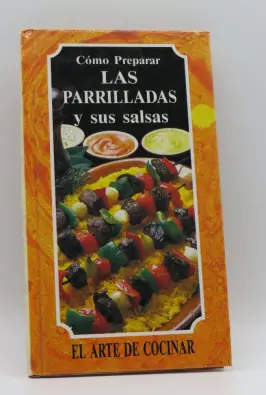 Cómo Preparar
LAS
PARRILLADAS
y sus salsas
EL ARTE DE COCINAR